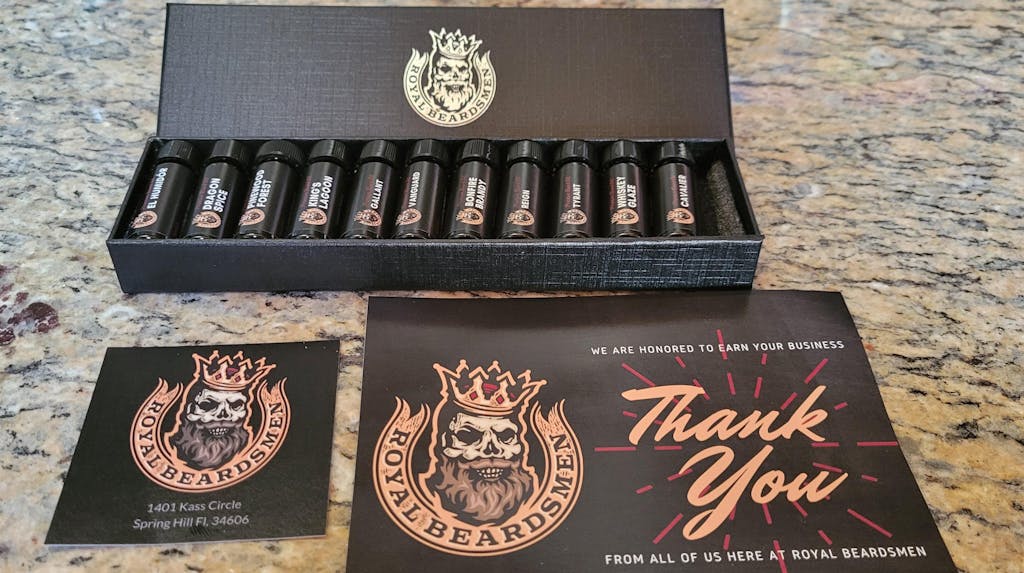 ROYAL BEARDSMEN
EL HUMIDOR
DRAGON
SPICE
PINEWOOD
FOREST
KING'S
LAGOON
GALLANT
VANGUARD
BONFIRE
BRANDY
REIGN
TYRANT
WHISKEY
GLAZE
CAVALIER
WE ARE HONORED TO EARN YOUR BUSINESS
Thank
You
ROYAL BEARDSMEN
FROM ALL OF US HERE AT ROYAL BEARDSMEN
ROYAL BEARDSMEN
1401 Kass Circle
Spring Hill Fl, 34606